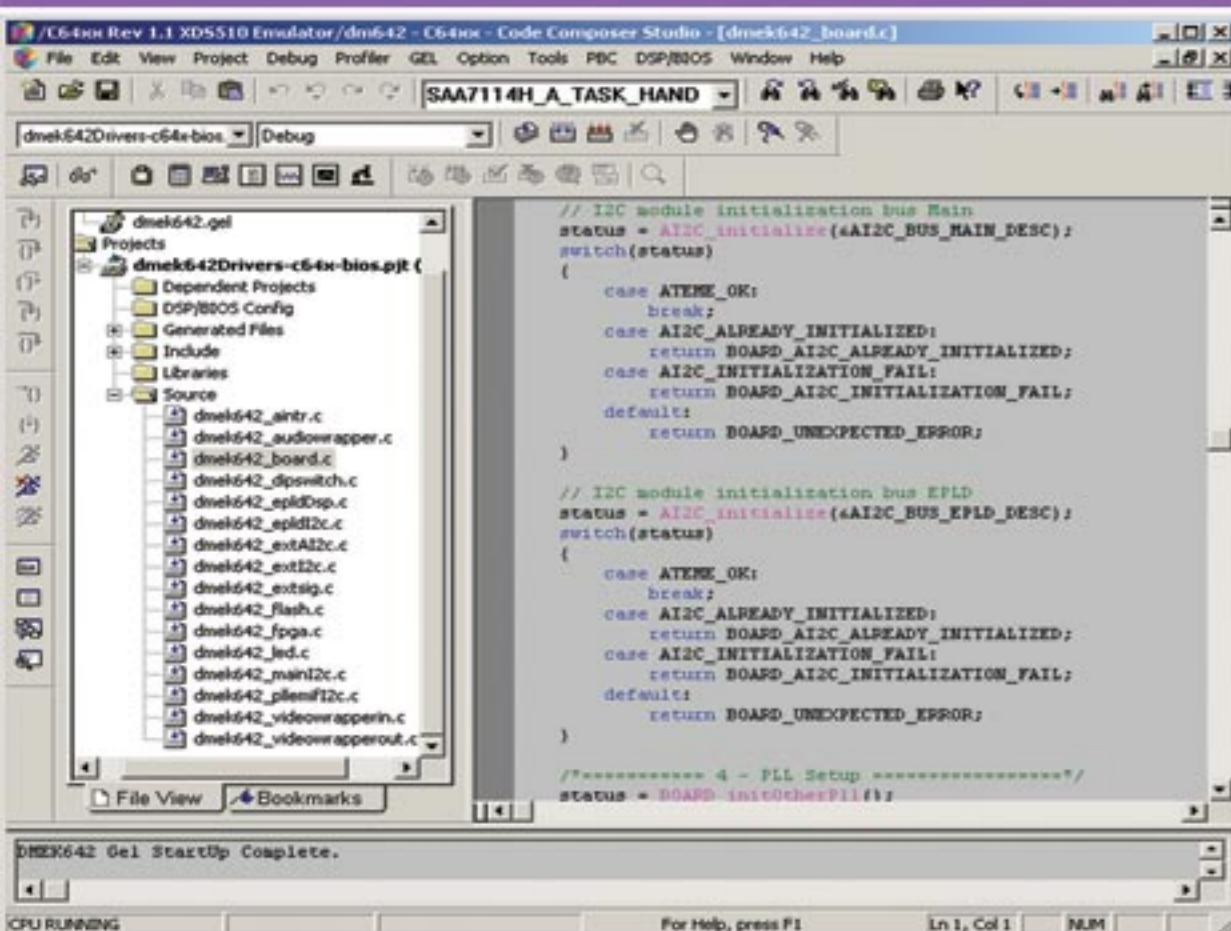 /C64xx Rev 1.1 XDS510 Emulator/dm642 - C64xx - Code Composer Studio - [dmek642_board.c]
File Edit View Project Debug Profiler GEL Option Tools PBC DSP/BIOS Window Help
SAA7114H_A_TASK_HAND
dmek642Drivers-c64x-bios. Debug
dmek642.gel
Projects
dmek642Drivers-c64x-bios.pjt (
Dependent Projects
DSP/BIOS Config
Generated Files
Include
Libraries
Source
dmek642_aintr.c
dmek642_audiowrapper.c
dmek642_board.c
dmek642_dipswitch.c
dmek642_epldDsp.c
dmek642_epldI2c.c
dmek642_extAI2c.c
dmek642_extI2c.c
dmek642_extsig.c
dmek642_flash.c
dmek642_fpga.c
dmek642_led.c
dmek642_mainI2c.c
dmek642_pllemifI2c.c
dmek642_videowrapperin.c
dmek642_videowrapperout.c
File View Bookmarks
// I2C module initialization bus Main
status = AI2C_initialize(&AI2C_BUS_MAIN_DESC);
switch(status)
{
case ATEME_OK:
break;
case AI2C_ALREADY_INITIALIZED:
return BOARD_AI2C_ALREADY_INITIALIZED;
case AI2C_INITIALIZATION_FAIL:
return BOARD_AI2C_INITIALIZATION_FAIL;
default:
return BOARD_UNEXPECTED_ERROR;
}
// I2C module initialization bus EPLD
status = AI2C_initialize(&AI2C_BUS_EPLD_DESC);
switch(status)
{
case ATEME_OK:
break;
case AI2C_ALREADY_INITIALIZED:
return BOARD_AI2C_ALREADY_INITIALIZED;
case AI2C_INITIALIZATION_FAIL:
return BOARD_AI2C_INITIALIZATION_FAIL;
default:
return BOARD_UNEXPECTED_ERROR;
}
/*=========== 4 - PLL Setup =================*/
status = BOARD_initOtherPll();
DMEK642 Gel StartUp Complete.
CPU RUNNING For Help, press F1 Ln 1, Col 1 NUM